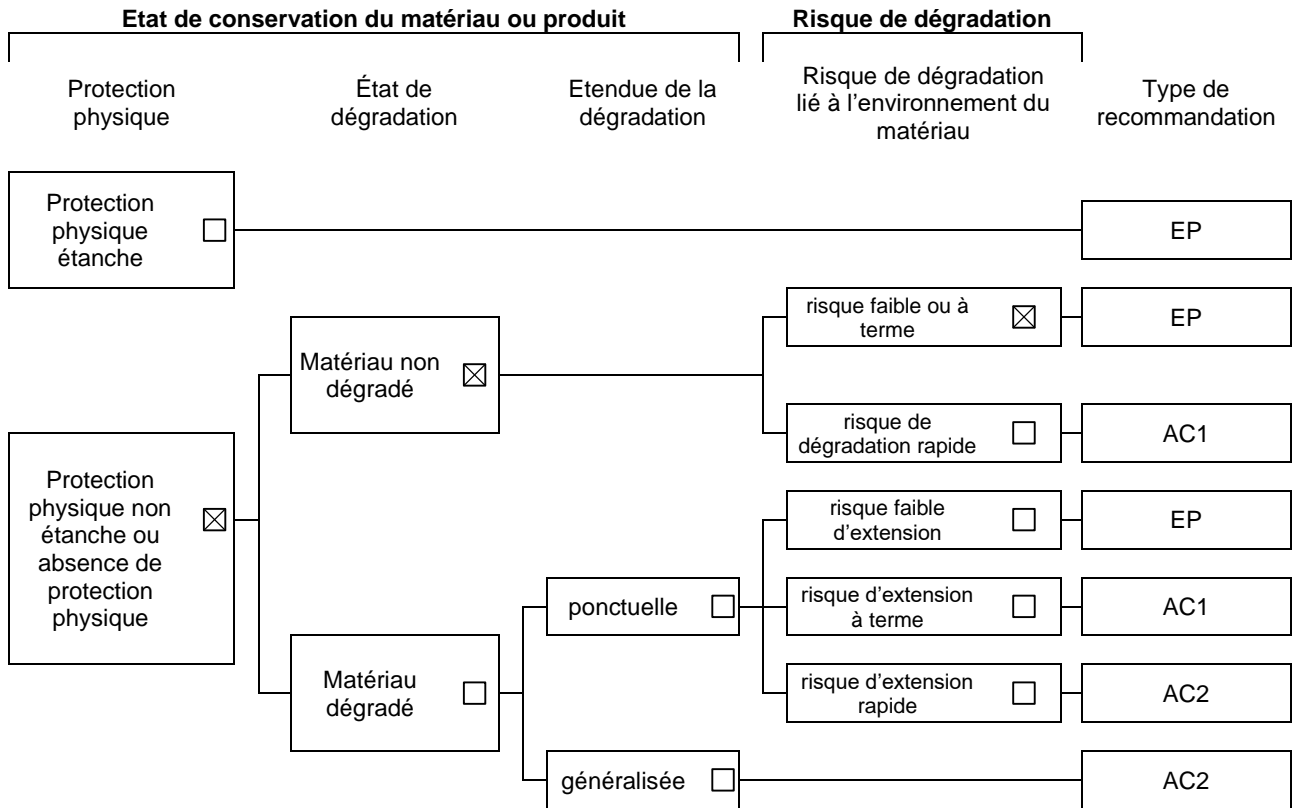 Etat de conservation du matériau ou produit
Risque de dégradation
Protection
physique
État de
dégradation
Etendue de la
dégradation
Risque de dégradation
lié à l'environnement du
matériau
Type de
recommandation
Protection
physique
étanche
EP
risque faible ou à
terme
EP
Matériau non
dégradé
risque de
dégradation rapide
AC1
Protection
physique non
étanche ou
absence de
protection
physique
risque faible
d'extension
EP
ponctuelle
risque d'extension
à terme
AC1
Matériau
dégradé
risque d'extension
rapide
AC2
généralisée
AC2